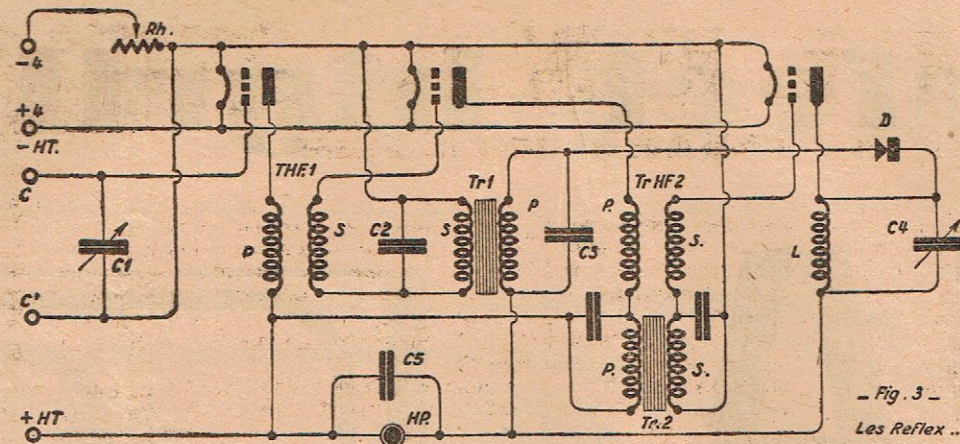 Rh.
-4
+4
-HT.
C
C1
C'
+HT
THF.1
P
S
C2
Tr1
S
P
C3
Tr HF2
P.
S.
P.
S.
Tr.2
L
D
C4
C5
HP.
_ Fig. 3 _
Les Reflex ..